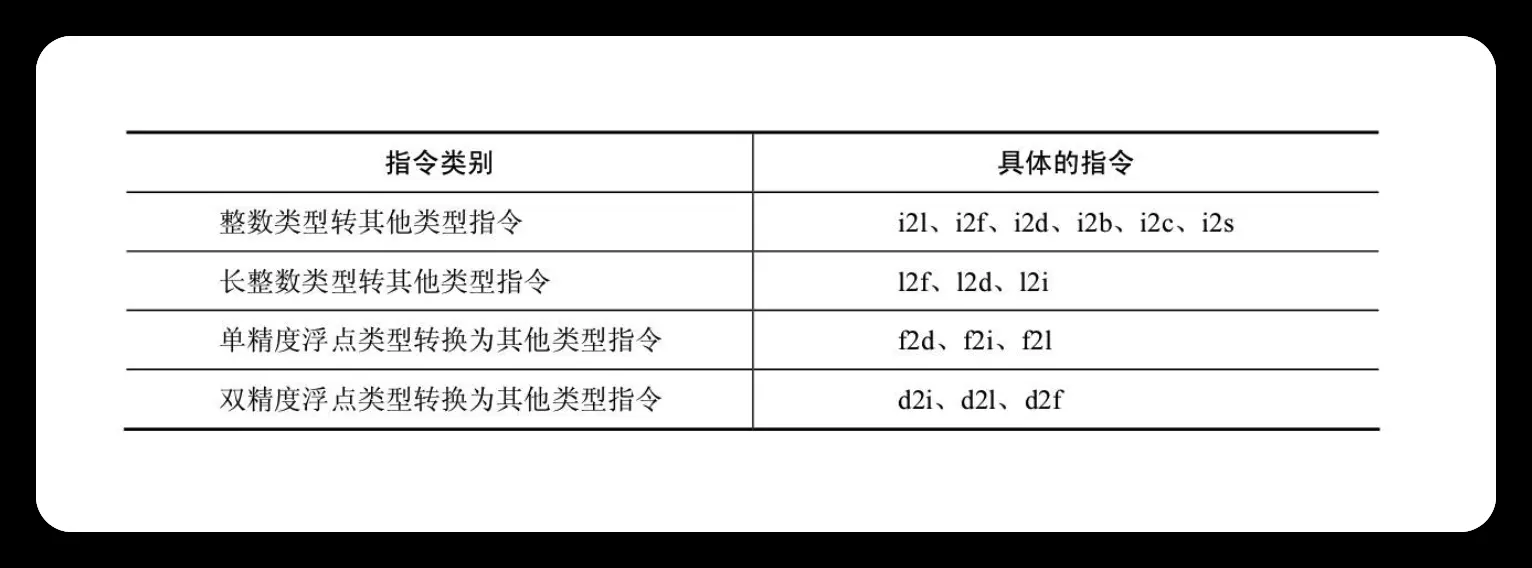 指令类别 具体的指令
整数类型转其他类型指令 i2l、i2f、i2d、i2b、i2c、i2s
长整数类型转其他类型指令 l2f、l2d、l2i
单精度浮点类型转换为其他类型指令 f2d、f2i、f2l
双精度浮点类型转换为其他类型指令 d2i、d2l、d2f